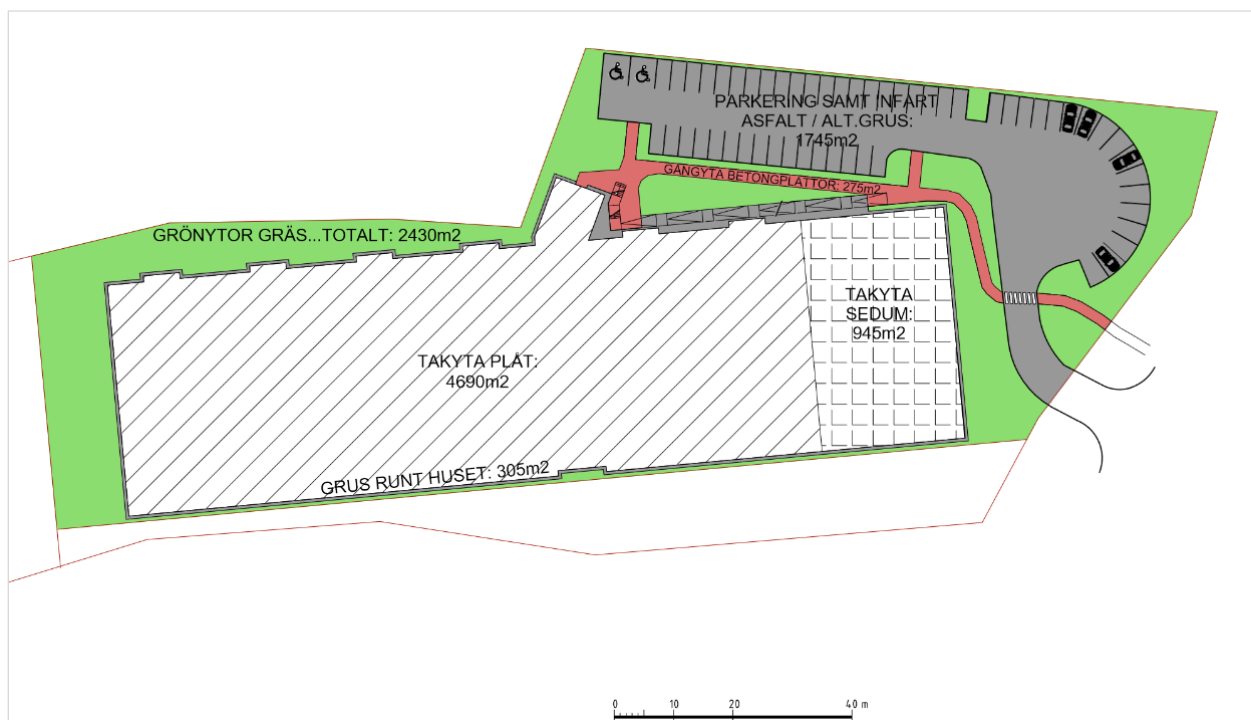 PARKERING SAMT INFART
ASFALT / ALT.GRUS:
1745m2
GÅNGYTA BETONGPLATTOR: 275m2
GRÖNYTOR GRÄS...TOTALT: 2430m2
TAKYTA
SEDUM:
945m2
TAKYTA PLÅT:
4690m2
GRUS RUNT HUSET: 305m2
0 10 20 40 m